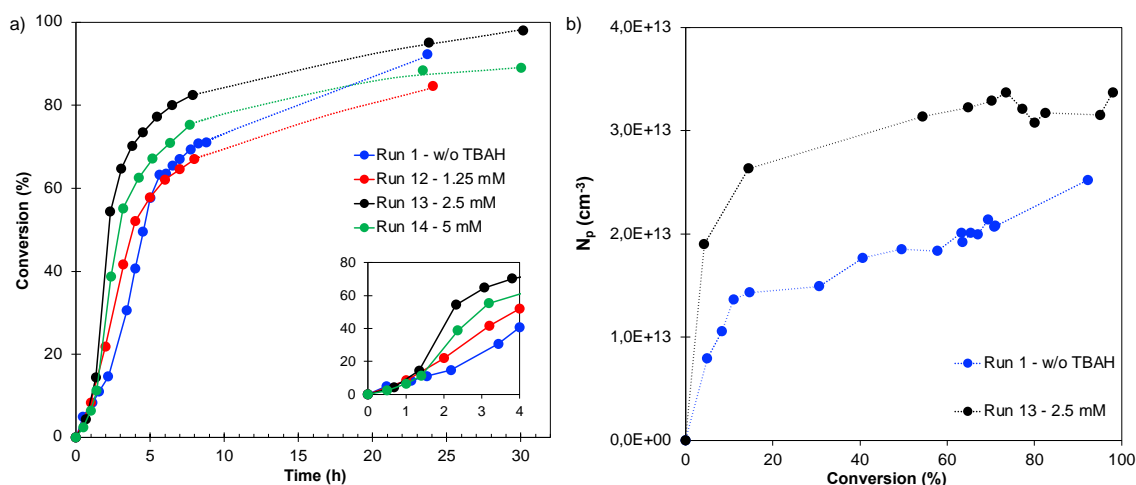 a)
Conversion (%)
100
80
60
40
20
0
0
5
10
15
20
25
30
Time (h)
Run 1 - w/o TBAH
Run 12 - 1.25 mM
Run 13 - 2.5 mM
Run 14 - 5 mM
80
60
40
20
0
0
1
2
3
4
b)
Np (cm-3)
4,0E+13
3,0E+13
2,0E+13
1,0E+13
0,0E+00
0
20
40
60
80
100
Conversion (%)
Run 1 - w/o TBAH
Run 13 - 2.5 mM